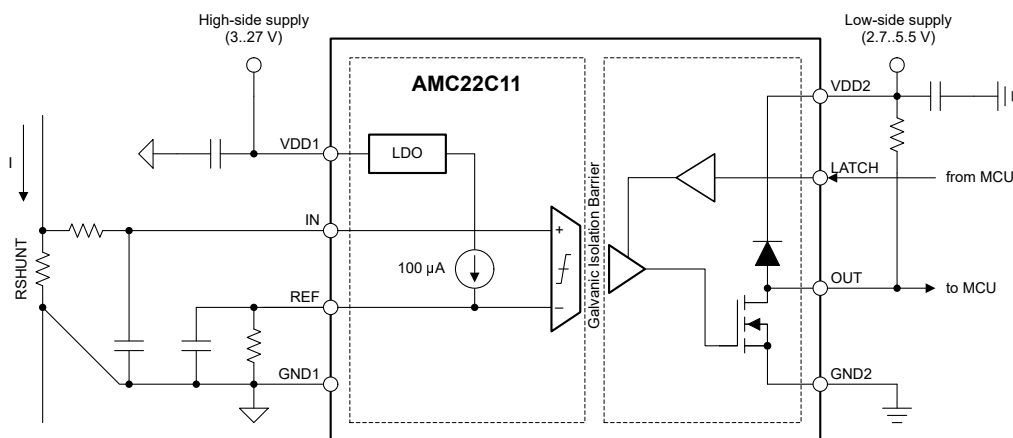 High-side supply
(3..27 V)
Low-side supply
(2.7..5.5 V)
AMC22C11
VDD2
VDD1
LDO
LATCH
from MCU
I
IN
RSHUNT
100 µA
+
−
Galvanic Isolation Barrier
REF
OUT
to MCU
GND1
GND2